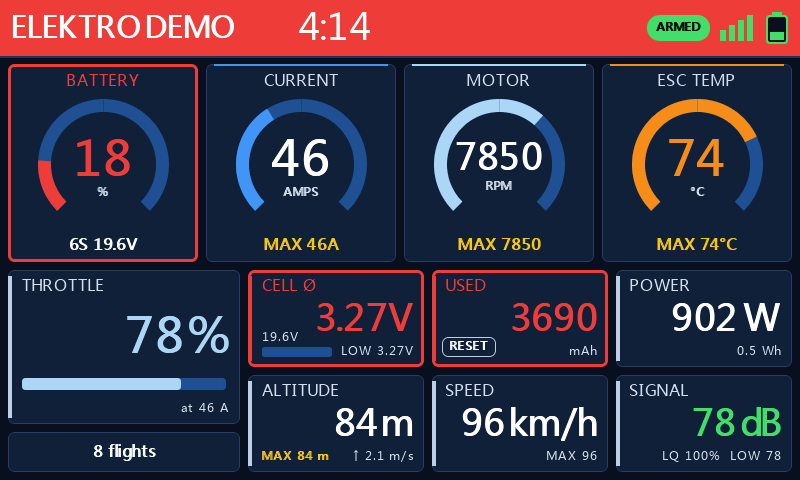 ELEKTRO DEMO 4:14 ARMED
BATTERY
18
%
6S 19.6V
CURRENT
46
AMPS
MAX 46A
MOTOR
7850
RPM
MAX 7850
ESC TEMP
74
°C
MAX 74°C
THROTTLE
78%
at 46 A
8 flights
CELL Ø
3.27V
19.6V
LOW 3.27V
USED
3690
RESET
mAh
POWER
902 W
0.5 Wh
ALTITUDE
84 m
MAX 84 m ↑ 2.1 m/s
SPEED
96 km/h
MAX 96
SIGNAL
78 dB
LQ 100% LOW 78